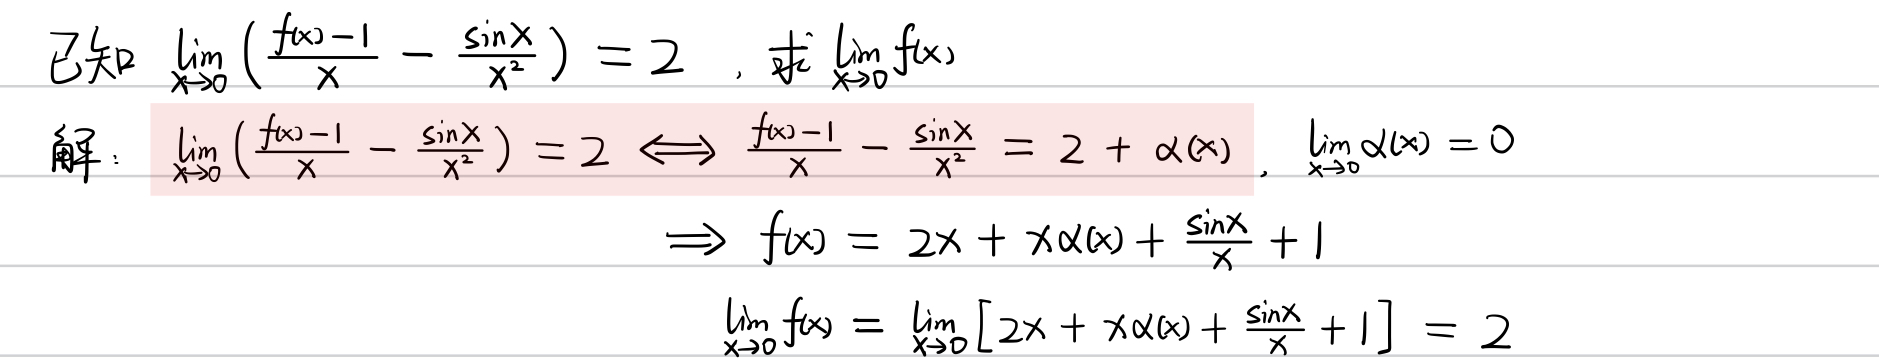 已知 lim_{x→0} ( (f(x)-1)/x - sinx/x² ) = 2 , 求 lim_{x→0} f(x)
解: lim_{x→0} ( (f(x)-1)/x - sinx/x² ) = 2 ⟺ (f(x)-1)/x - sinx/x² = 2 + α(x) , lim_{x→0} α(x) = 0
⟹ f(x) = 2x + xα(x) + sinx/x + 1
lim_{x→0} f(x) = lim_{x→0} [ 2x + xα(x) + sinx/x + 1 ] = 2